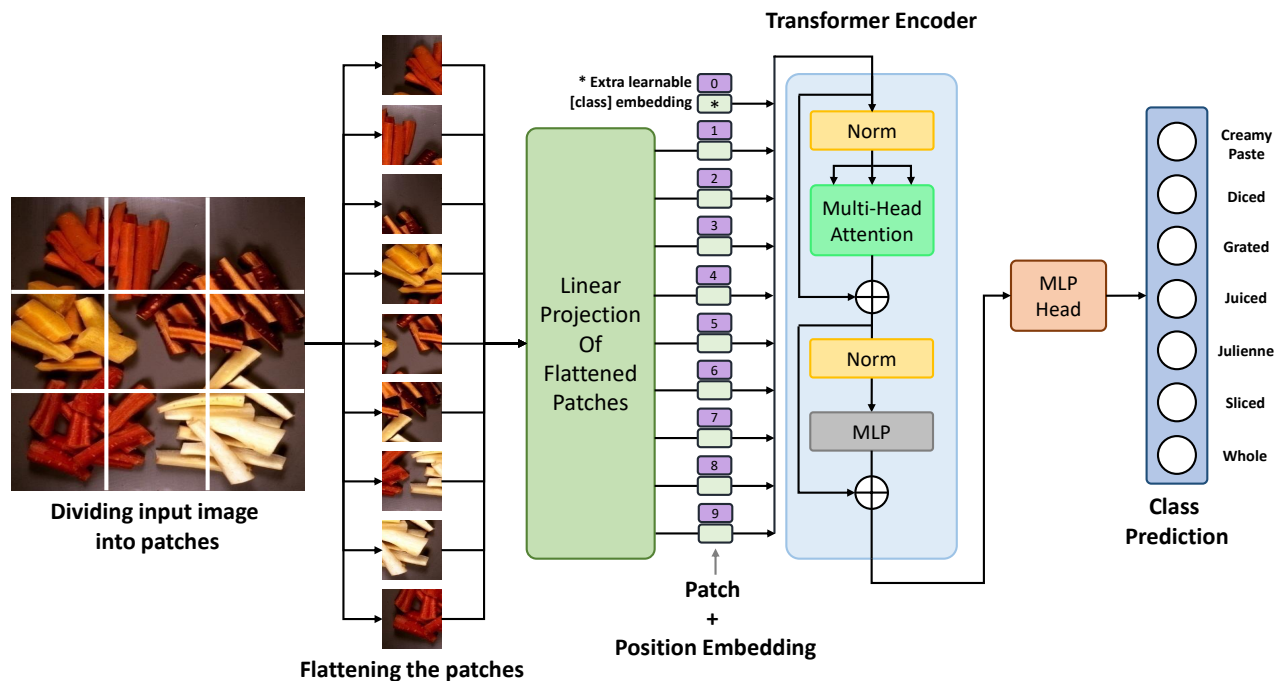 Transformer Encoder
* Extra learnable
[class] embedding
0
*
1
2
3
4
5
6
7
8
9
Linear
Projection
Of
Flattened
Patches
Norm
Multi-Head
Attention
Norm
MLP
MLP
Head
Creamy
Paste
Diced
Grated
Juiced
Julienne
Sliced
Whole
Class
Prediction
Dividing input image
into patches
Flattening the patches
Patch
+
Position Embedding